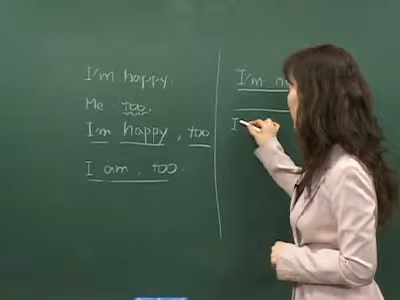 I'm happy.
Me too.
I'm happy, too
I am, too.
I'm
I